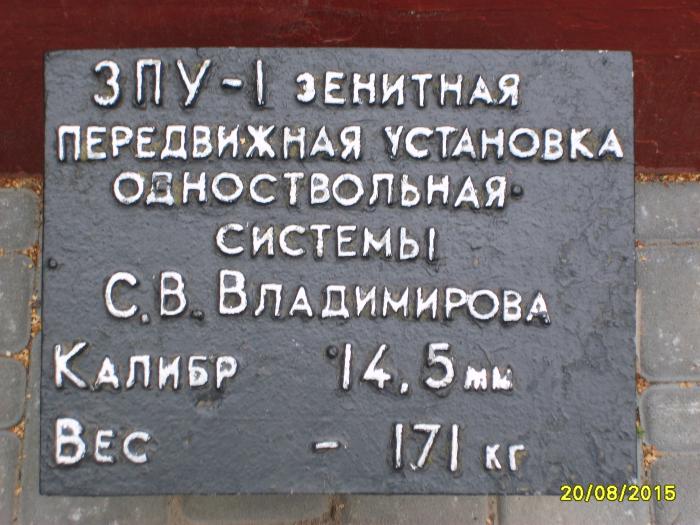 ЗПУ-1 ЗЕНИТНАЯ
ПЕРЕДВИЖНАЯ УСТАНОВКА
ОДНОСТВОЛЬНАЯ
СИСТЕМЫ
С.В. ВЛАДИМИРОВА
КАЛИБР 14.5мм
ВЕС - 171 кг
20/08/2015